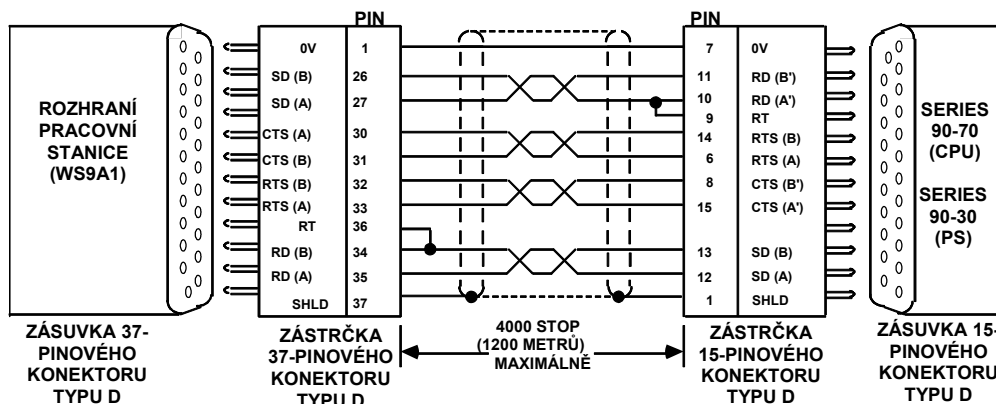 PIN
PIN
ROZHRANÍ
PRACOVNÍ
STANICE
(WS9A1)
0V 1
SD (B) 26
SD (A) 27
CTS (A) 30
CTS (B) 31
RTS (B) 32
RTS (A) 33
RT 36
RD (B) 34
RD (A) 35
SHLD 37
7 0V
11 RD (B')
10 RD (A')
9 RT
14 RTS (B)
6 RTS (A)
8 CTS (B')
15 CTS (A')
13 SD (B)
12 SD (A)
1 SHLD
SERIES
90-70
(CPU)
SERIES
90-30
(PS)
ZÁSUVKA 37-
PINOVÉHO
KONEKTORU
TYPU D
ZÁSTRČKA
37-PINOVÉHO
KONEKTORU
TYPU D
4000 STOP
(1200 METRŮ)
MAXIMÁLNĚ
ZÁSTRČKA
15-PINOVÉHO
KONEKTORU
TYPU D
ZÁSUVKA 15-
PINOVÉHO
KONEKTORU
TYPU D